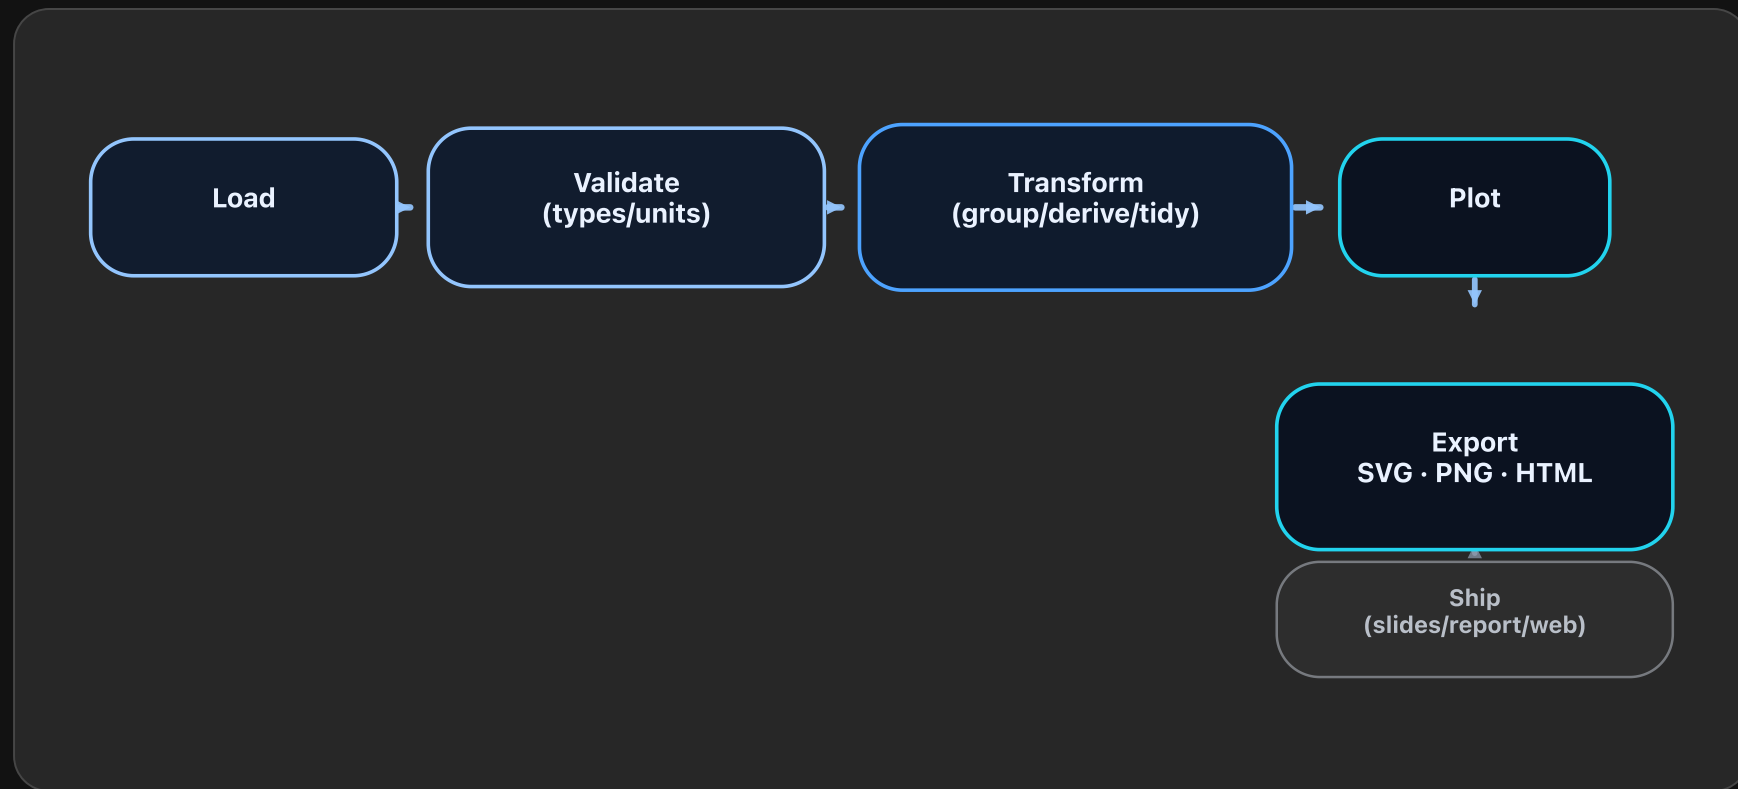 Load
Validate
(types/units)
Transform
(group/derive/tidy)
Plot
Export
SVG · PNG · HTML
Ship
(slides/report/web)